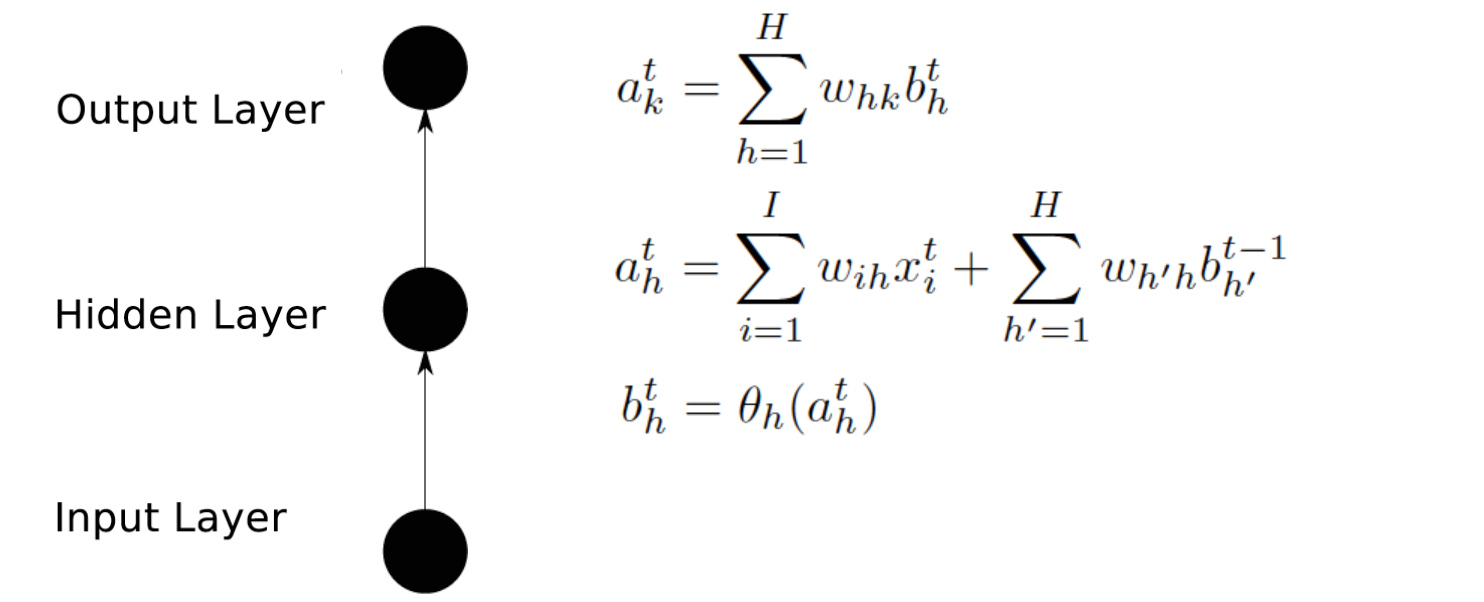 Output Layer
$a_k^t = \sum_{h=1}^{H} w_{hk} b_h^t$
Hidden Layer
$a_h^t = \sum_{i=1}^{I} w_{ih} x_i^t + \sum_{h'=1}^{H} w_{h'h} b_{h'}^{t-1}$
$b_h^t = \theta_h(a_h^t)$
Input Layer